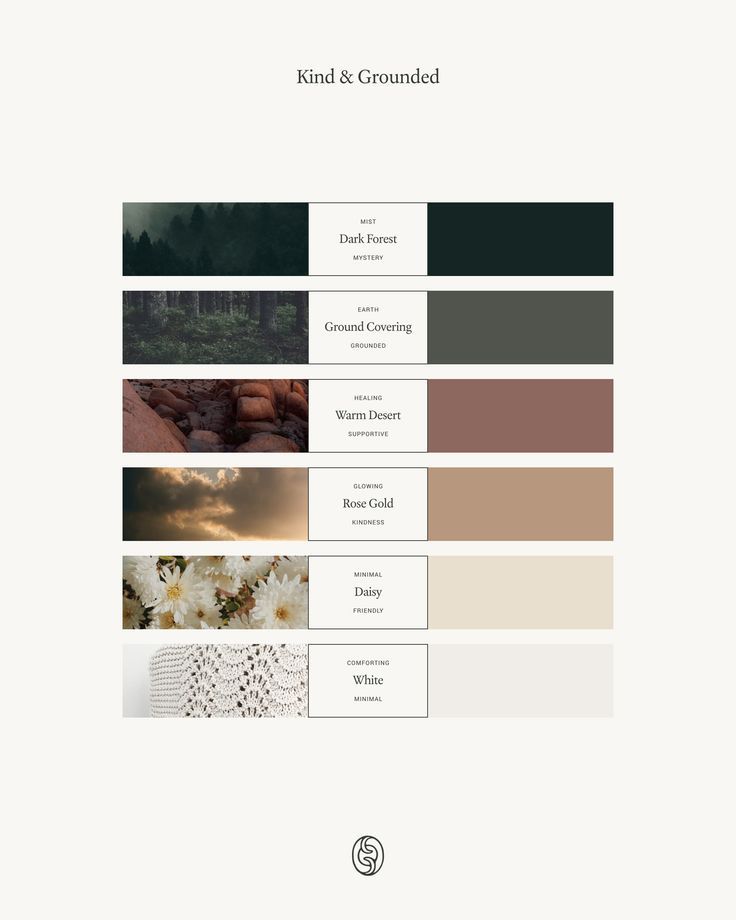 Kind & Grounded
MIST
Dark Forest
MYSTERY
EARTH
Ground Covering
GROUNDED
HEALING
Warm Desert
SUPPORTIVE
GLOWING
Rose Gold
KINDNESS
MINIMAL
Daisy
FRIENDLY
COMFORTING
White
MINIMAL